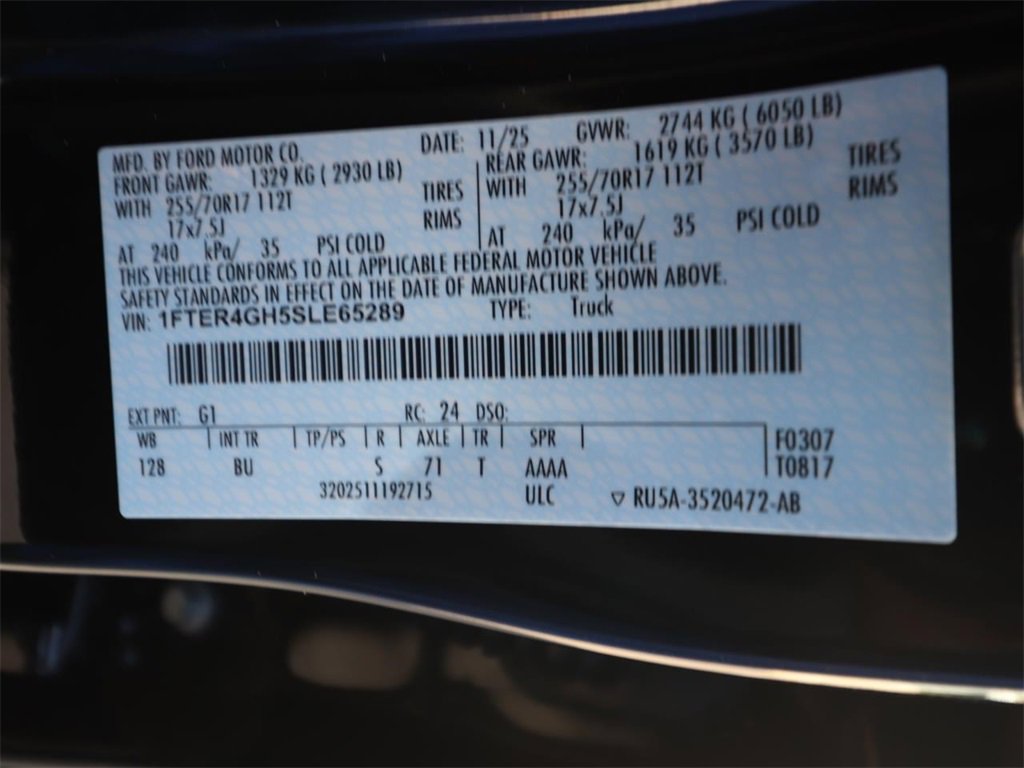 MFD. BY FORD MOTOR CO. DATE: 11/25 GVWR: 2744 KG ( 6050 LB)
FRONT GAWR: 1329 KG ( 2930 LB) REAR GAWR: 1619 KG ( 3570 LB)
WITH 255/70R17 112T TIRES WITH 255/70R17 112T TIRES
17x7.5J RIMS 17x7.5J RIMS
AT 240 kPa/ 35 PSI COLD AT 240 kPa/ 35 PSI COLD
THIS VEHICLE CONFORMS TO ALL APPLICABLE FEDERAL MOTOR VEHICLE
SAFETY STANDARDS IN EFFECT ON THE DATE OF MANUFACTURE SHOWN ABOVE.
VIN: 1FTER4GH5SLE65289 TYPE: Truck
EXT PNT: G1 RC: 24 DSO:
WB INT TR TP/PS R AXLE TR SPR F0307
128 BU S 71 T AAAA T0817
3202511192715 ULC ▽ RU5A-3520472-AB